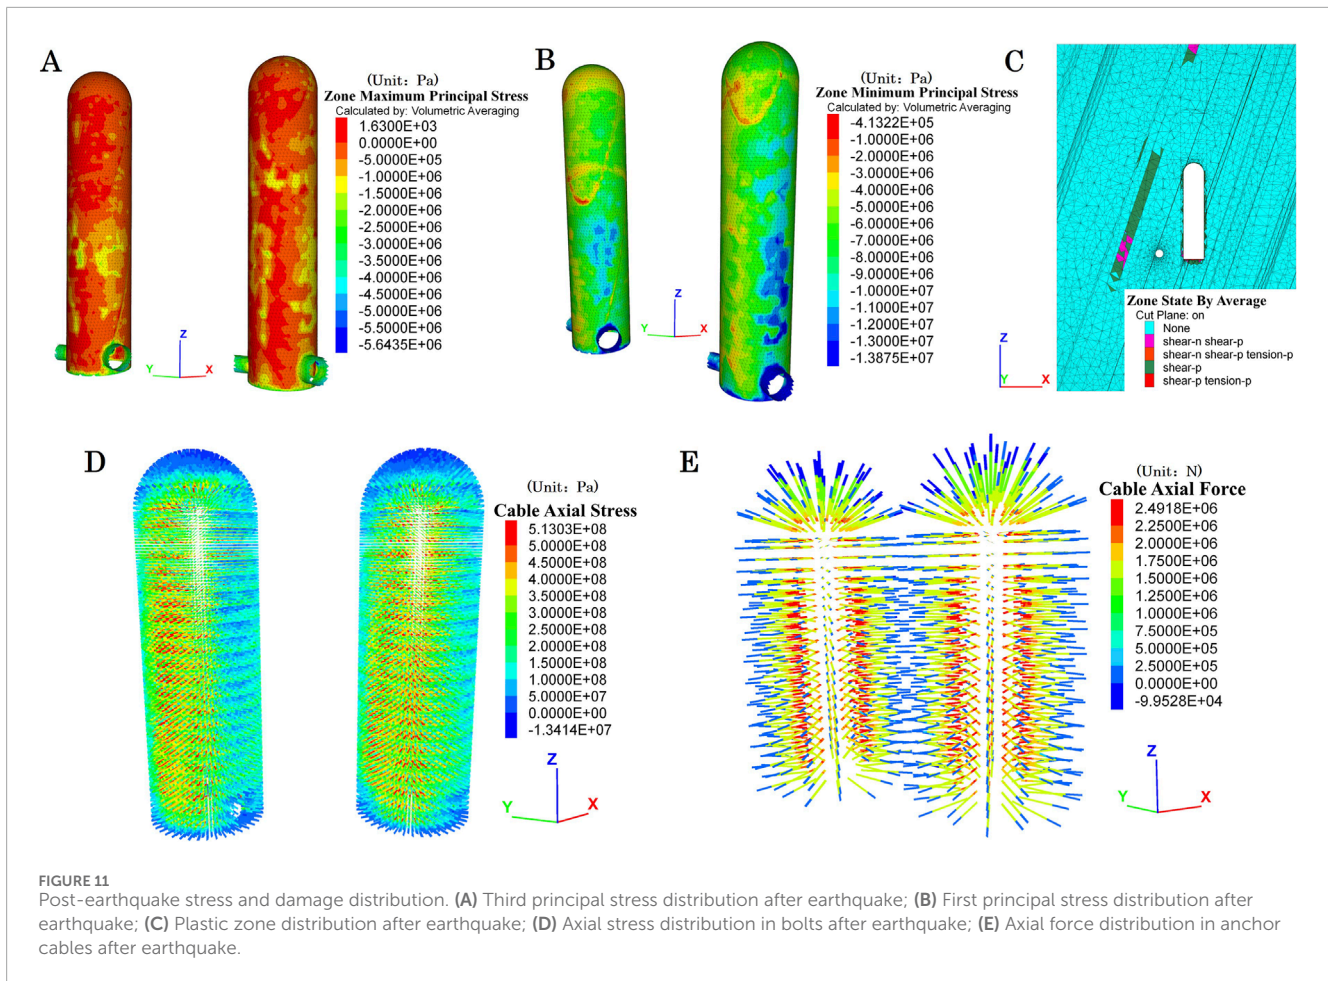 A
(Unit: Pa)
Zone Maximum Principal Stress
Calculated by: Volumetric Averaging
1.6300E+03
0.0000E+00
-5.0000E+05
-1.0000E+06
-1.5000E+06
-2.0000E+06
-2.5000E+06
-3.0000E+06
-3.5000E+06
-4.0000E+06
-4.5000E+06
-5.0000E+06
-5.5000E+06
-5.6435E+06
Z
Y
X
B
(Unit: Pa)
Zone Minimum Principal Stress
Calculated by: Volumetric Averaging
-4.1322E+05
-1.0000E+06
-2.0000E+06
-3.0000E+06
-4.0000E+06
-5.0000E+06
-6.0000E+06
-7.0000E+06
-8.0000E+06
-9.0000E+06
-1.0000E+07
-1.1000E+07
-1.2000E+07
-1.3000E+07
-1.3875E+07
Z
Y
X
C
Zone State By Average
Cut Plane: on
None
shear-n shear-p
shear-n shear-p tension-p
shear-p
shear-p tension-p
Z
X
D
(Unit: Pa)
Cable Axial Stress
5.1303E+08
5.0000E+08
4.5000E+08
4.0000E+08
3.5000E+08
3.0000E+08
2.5000E+08
2.0000E+08
1.5000E+08
1.0000E+08
5.0000E+07
0.0000E+00
-1.3414E+07
Z
Y
X
E
(Unit: N)
Cable Axial Force
2.4918E+06
2.2500E+06
2.0000E+06
1.7500E+06
1.5000E+06
1.2500E+06
1.0000E+06
7.5000E+05
5.0000E+05
2.5000E+05
0.0000E+00
-9.9528E+04
Z
Y
X
FIGURE 11
Post-earthquake stress and damage distribution. (A) Third principal stress distribution after earthquake; (B) First principal stress distribution after
earthquake; (C) Plastic zone distribution after earthquake; (D) Axial stress distribution in bolts after earthquake; (E) Axial force distribution in anchor
cables after earthquake.